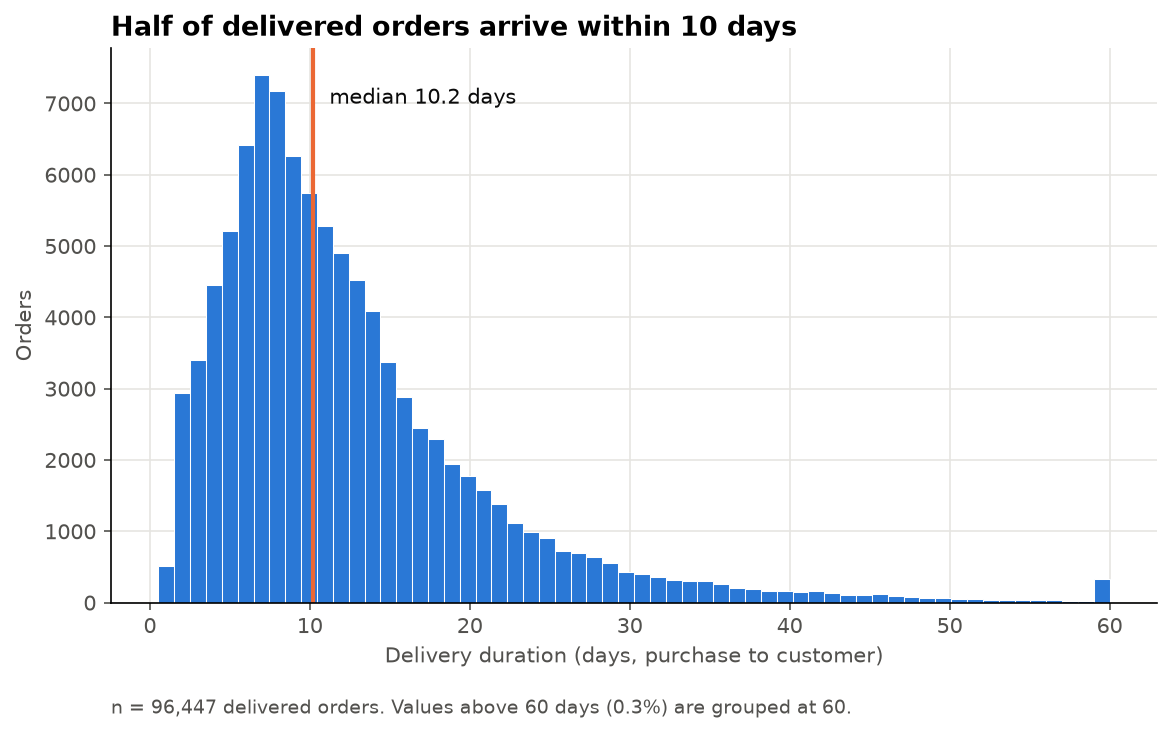 Half of delivered orders arrive within 10 days
median 10.2 days
7000
6000
5000
4000
3000
2000
1000
0
Orders
0 10 20 30 40 50 60
Delivery duration (days, purchase to customer)
n = 96,447 delivered orders. Values above 60 days (0.3%) are grouped at 60.